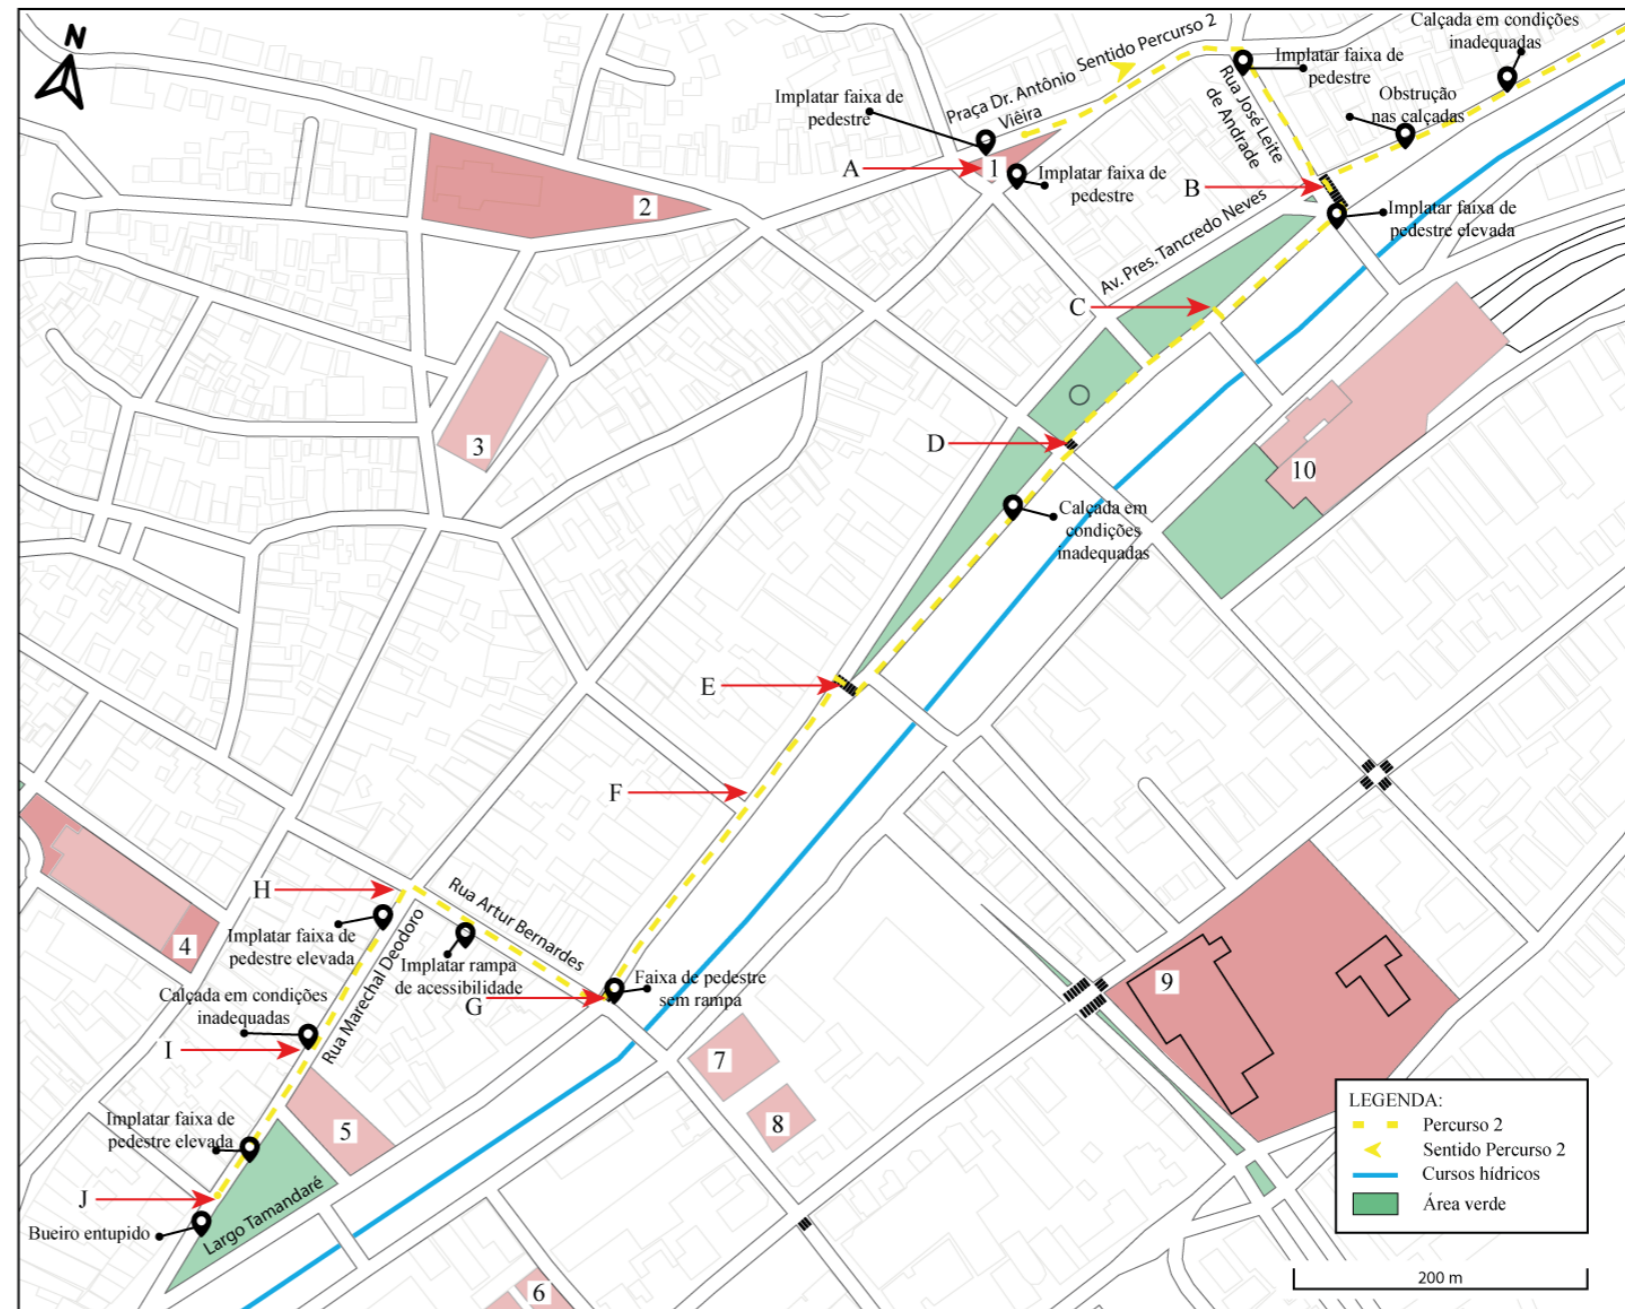 N
Calçada em condições
inadequadas
Sentido Percurso 2
Praça Dr. Antônio
Viêira
Implatar faixa de
pedestre
Implatar faixa de
pedestre
Rua José Leite
de Andrade
Obstrução
nas calçadas
A
1
Implatar faixa de
pedestre
B
2
Implatar faixa de
pedestre elevada
Av. Pres. Tancredo Neves
C
D
3
10
Calçada em
condições
inadequadas
E
F
H
Rua Artur Bernardes
Implatar faixa de
pedestre elevada
4
Rua Marechal Deodoro
Implatar rampa
de acessibilidade
Faixa de pedestre
sem rampa
G
9
Calçada em condições
inadequadas
I
7
8
Implatar faixa de
pedestre elevada
5
J
Largo Tamandaré
Bueiro entupido
6
LEGENDA:
Percurso 2
Sentido Percurso 2
Cursos hídricos
Área verde
200 m